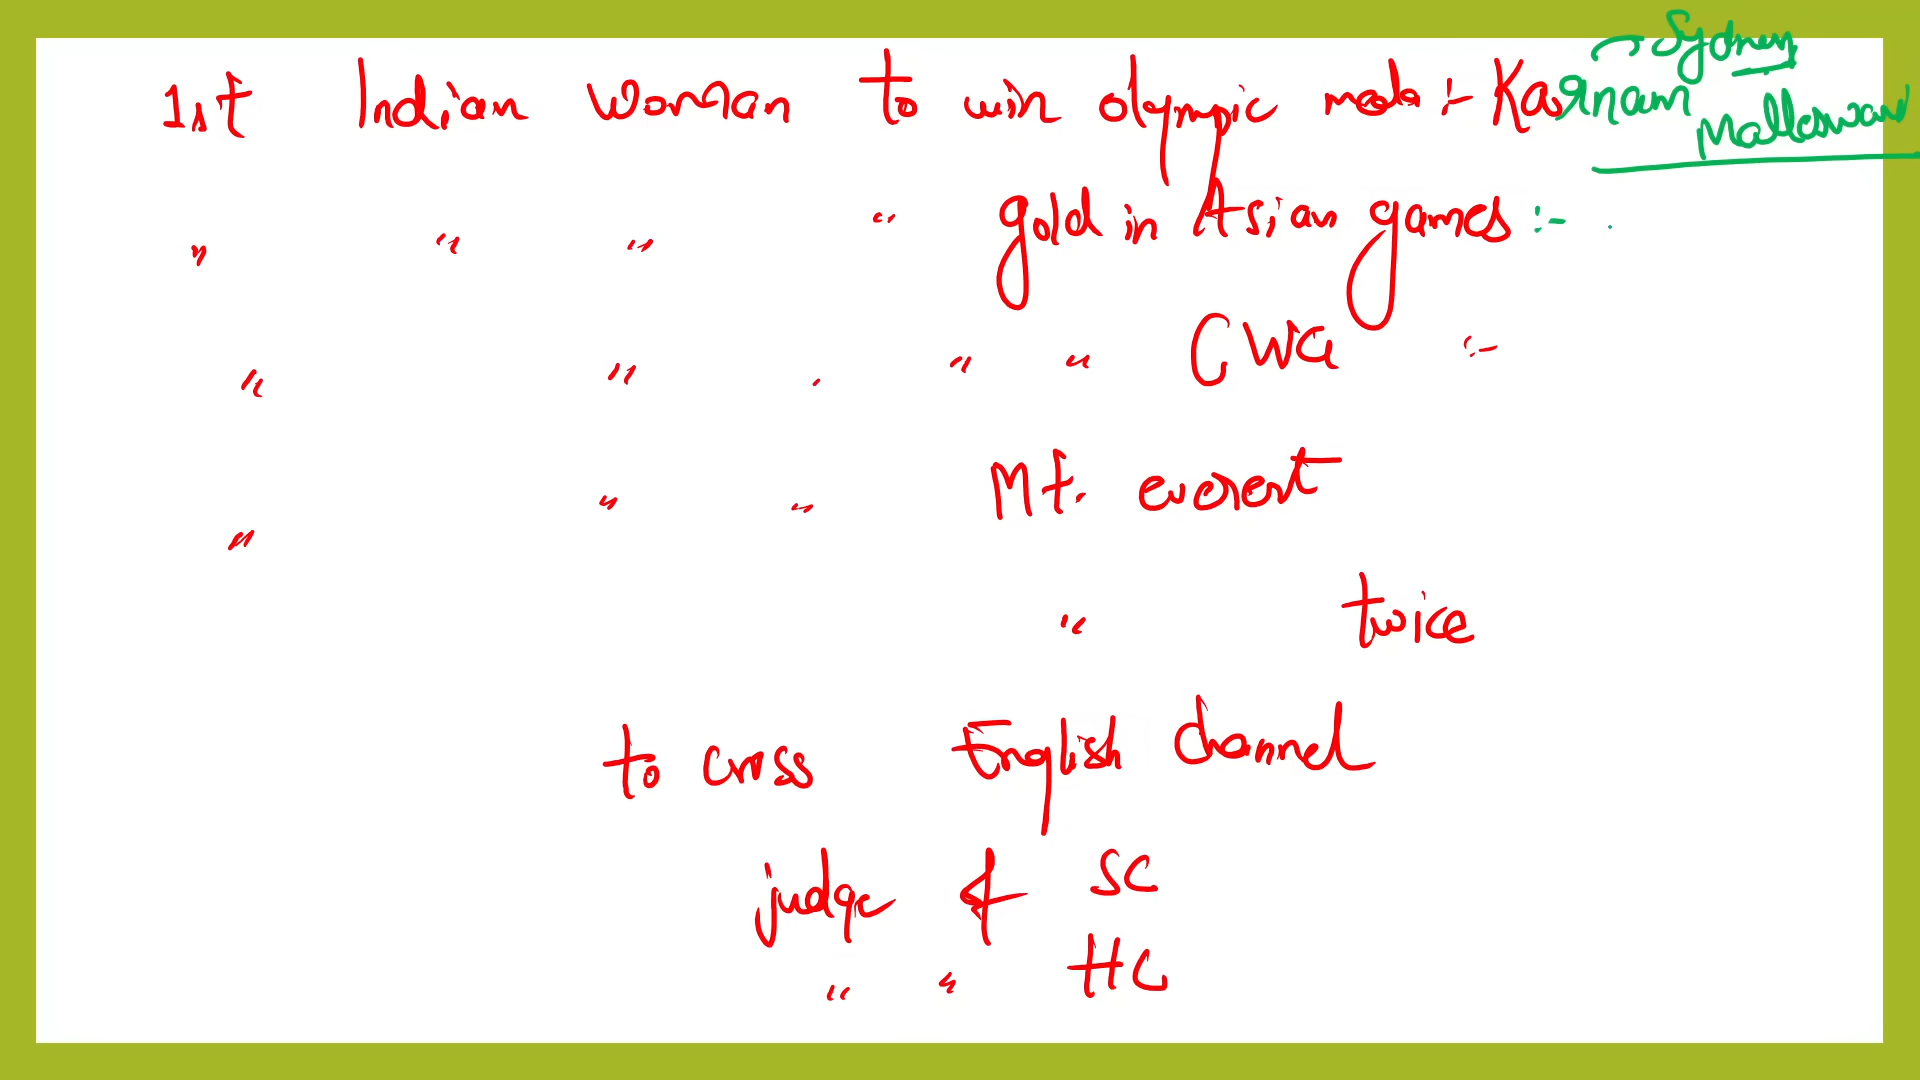 1st Indian woman to win olympic meda :- Karnam Malleswari → Sydney
" " " " gold in Asian games :-
" " " " CWG :-
" " " Mt. everest
" twice
to cross English channel
judge of SC
" " HC